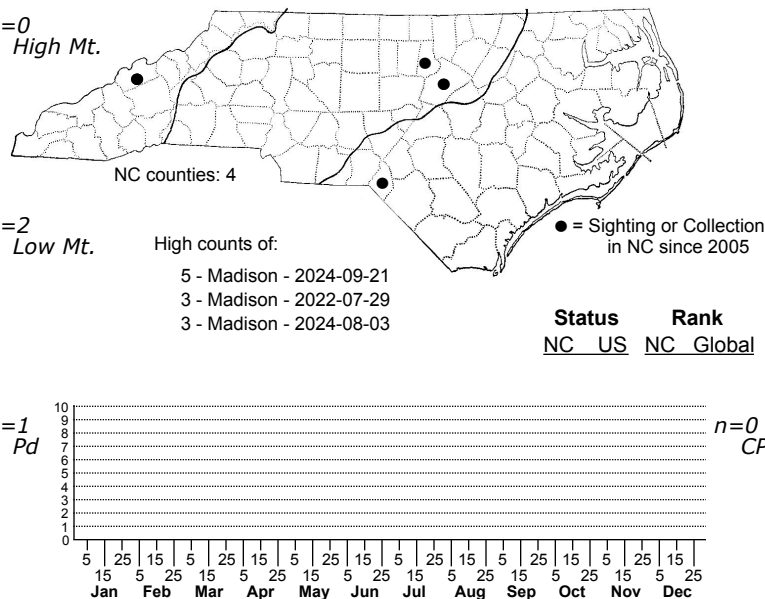 =0
High Mt.
NC counties: 4
=2
Low Mt.
High counts of:
5 - Madison - 2024-09-21
3 - Madison - 2022-07-29
3 - Madison - 2024-08-03
● = Sighting or Collection
in NC since 2005
Status Rank
NC US NC Global
=1
Pd
n=0
CP
10
9
8
7
6
5
4
3
2
1
0
5 25 15 5 25 15 5 25 15 5 25 15 5 25 15 5 25 15
15 5 25 15 5 25 15 5 25 15 5 25 15 5 25 15 5 25
Jan Feb Mar Apr May Jun Jul Aug Sep Oct Nov Dec